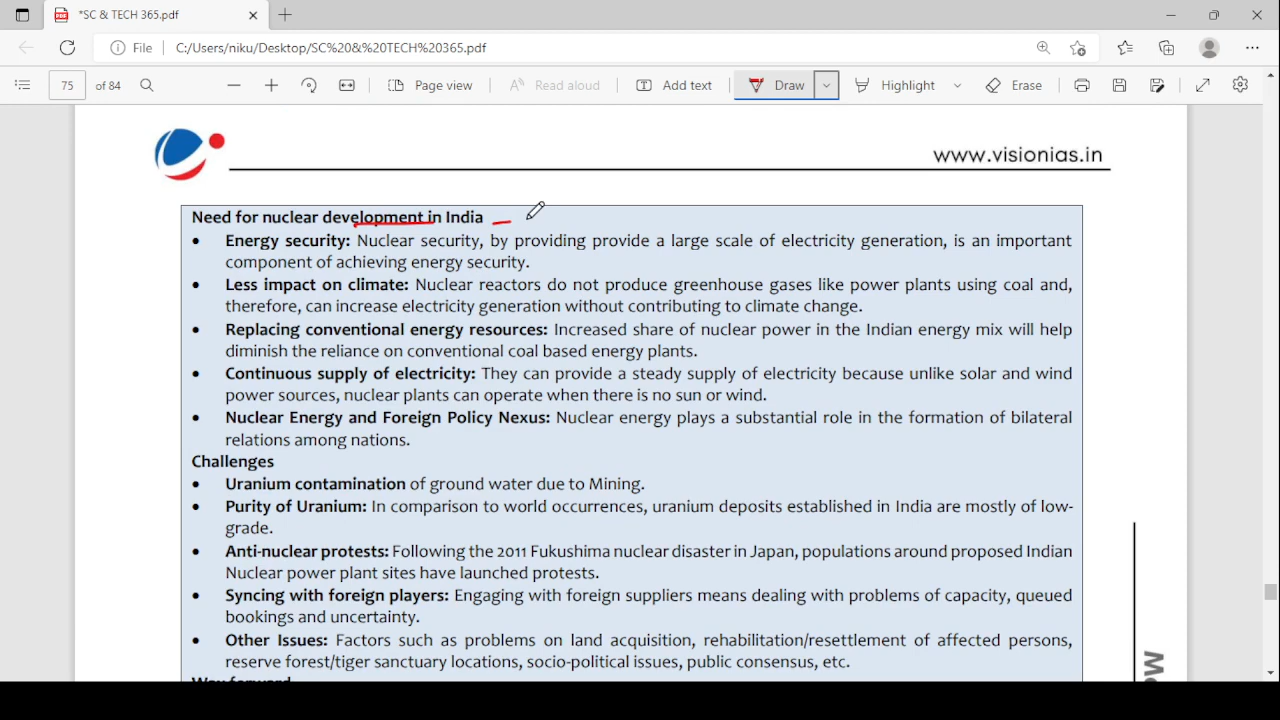 *SC & TECH 365.pdf
File C:/Users/niku/Desktop/SC%20&%20TECH%20365.pdf
75 of 84 Page view Read aloud Add text Draw Highlight Erase
www.visionias.in
Need for nuclear development in India
• Energy security: Nuclear security, by providing provide a large scale of electricity generation, is an important
component of achieving energy security.
• Less impact on climate: Nuclear reactors do not produce greenhouse gases like power plants using coal and,
therefore, can increase electricity generation without contributing to climate change.
• Replacing conventional energy resources: Increased share of nuclear power in the Indian energy mix will help
diminish the reliance on conventional coal based energy plants.
• Continuous supply of electricity: They can provide a steady supply of electricity because unlike solar and wind
power sources, nuclear plants can operate when there is no sun or wind.
• Nuclear Energy and Foreign Policy Nexus: Nuclear energy plays a substantial role in the formation of bilateral
relations among nations.
Challenges
• Uranium contamination of ground water due to Mining.
• Purity of Uranium: In comparison to world occurrences, uranium deposits established in India are mostly of low-
grade.
• Anti-nuclear protests: Following the 2011 Fukushima nuclear disaster in Japan, populations around proposed Indian
Nuclear power plant sites have launched protests.
• Syncing with foreign players: Engaging with foreign suppliers means dealing with problems of capacity, queued
bookings and uncertainty.
• Other Issues: Factors such as problems on land acquisition, rehabilitation/resettlement of affected persons,
reserve forest/tiger sanctuary locations, socio-political issues, public consensus, etc.